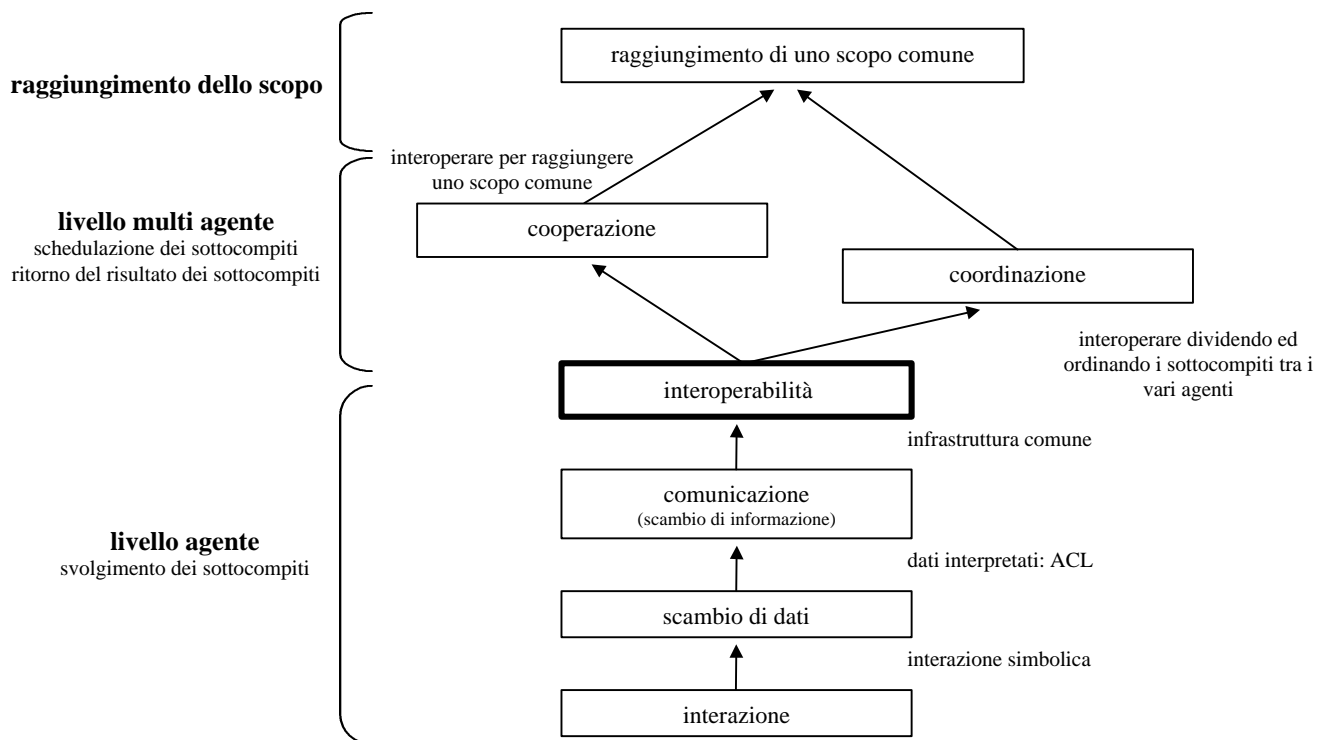 raggiungimento di uno scopo comune
raggiungimento dello scopo
interoperare per raggiungere
uno scopo comune
livello multi agente
schedulazione dei sottocompiti
ritorno del risultato dei sottocompiti
cooperazione
coordinazione
interoperare dividendo ed
ordinando i sottocompiti tra i
vari agenti
interoperabilità
infrastruttura comune
comunicazione
(scambio di informazione)
livello agente
svolgimento dei sottocompiti
dati interpretati: ACL
scambio di dati
interazione simbolica
interazione